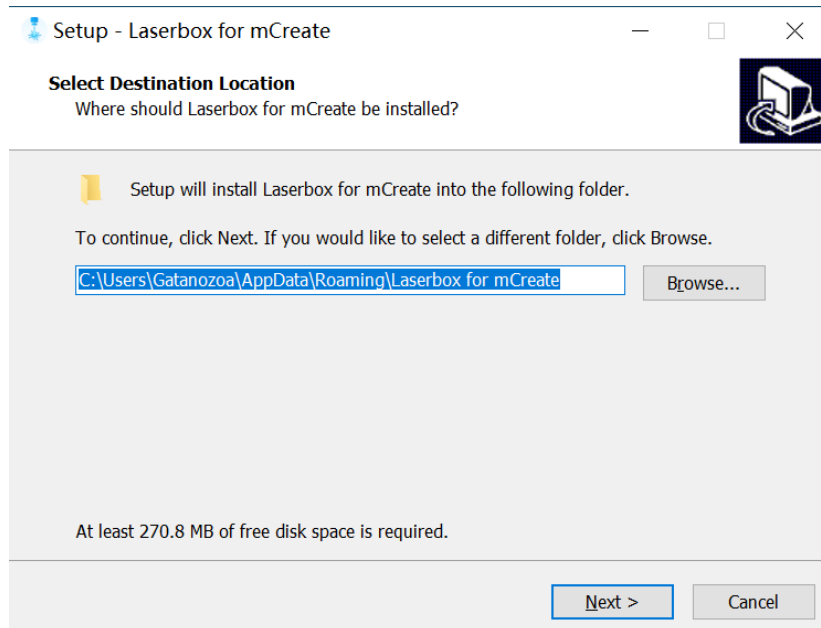 Setup - Laserbox for mCreate
Select Destination Location
Where should Laserbox for mCreate be installed?
Setup will install Laserbox for mCreate into the following folder.
To continue, click Next. If you would like to select a different folder, click Browse.
C:\Users\Gatanozoa\AppData\Roaming\Laserbox for mCreate
Browse...
At least 270.8 MB of free disk space is required.
Next >
Cancel